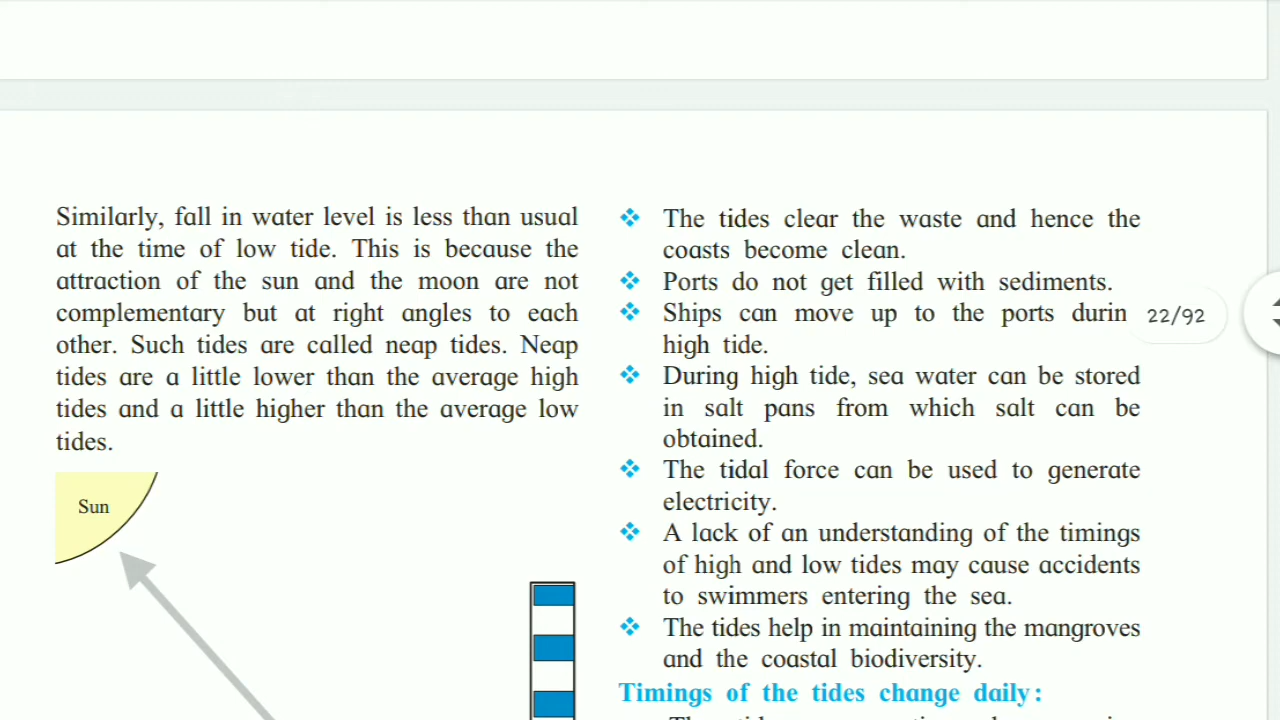 Similarly, fall in water level is less than usual
at the time of low tide. This is because the
attraction of the sun and the moon are not
complementary but at right angles to each
other. Such tides are called neap tides. Neap
tides are a little lower than the average high
tides and a little higher than the average low
tides.
Sun
The tides clear the waste and hence the
coasts become clean.
Ports do not get filled with sediments.
Ships can move up to the ports durin
high tide.
During high tide, sea water can be stored
in salt pans from which salt can be
obtained.
The tidal force can be used to generate
electricity.
A lack of an understanding of the timings
of high and low tides may cause accidents
to swimmers entering the sea.
The tides help in maintaining the mangroves
and the coastal biodiversity.
Timings of the tides change daily:
22/92